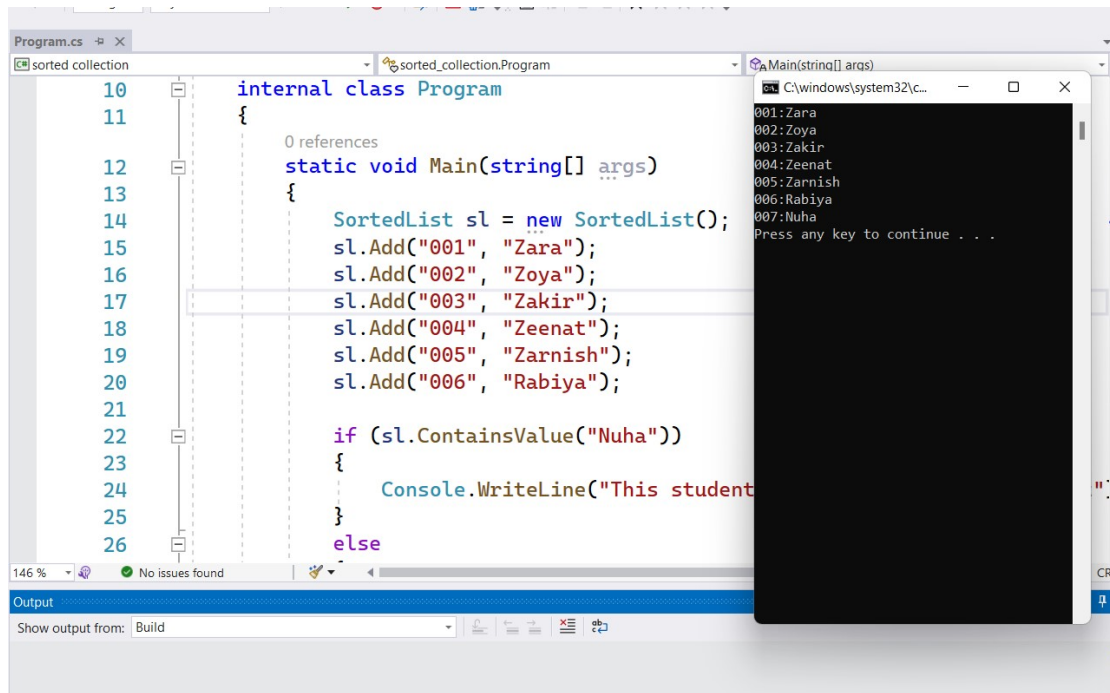 Program.cs
sorted collection
sorted_collection.Program
Main(string[] args)
10 internal class Program
11 {
0 references
12 static void Main(string[] args)
13 {
14 SortedList sl = new SortedList();
15 sl.Add("001", "Zara");
16 sl.Add("002", "Zoya");
17 sl.Add("003", "Zakir");
18 sl.Add("004", "Zeenat");
19 sl.Add("005", "Zarnish");
20 sl.Add("006", "Rabiya");
21
22 if (sl.ContainsValue("Nuha"))
23 {
24 Console.WriteLine("This student
25 }
26 else
C:\windows\system32\c...
001:Zara
002:Zoya
003:Zakir
004:Zeenat
005:Zarnish
006:Rabiya
007:Nuha
Press any key to continue . . .
146 %
No issues found
Output
Show output from: Build